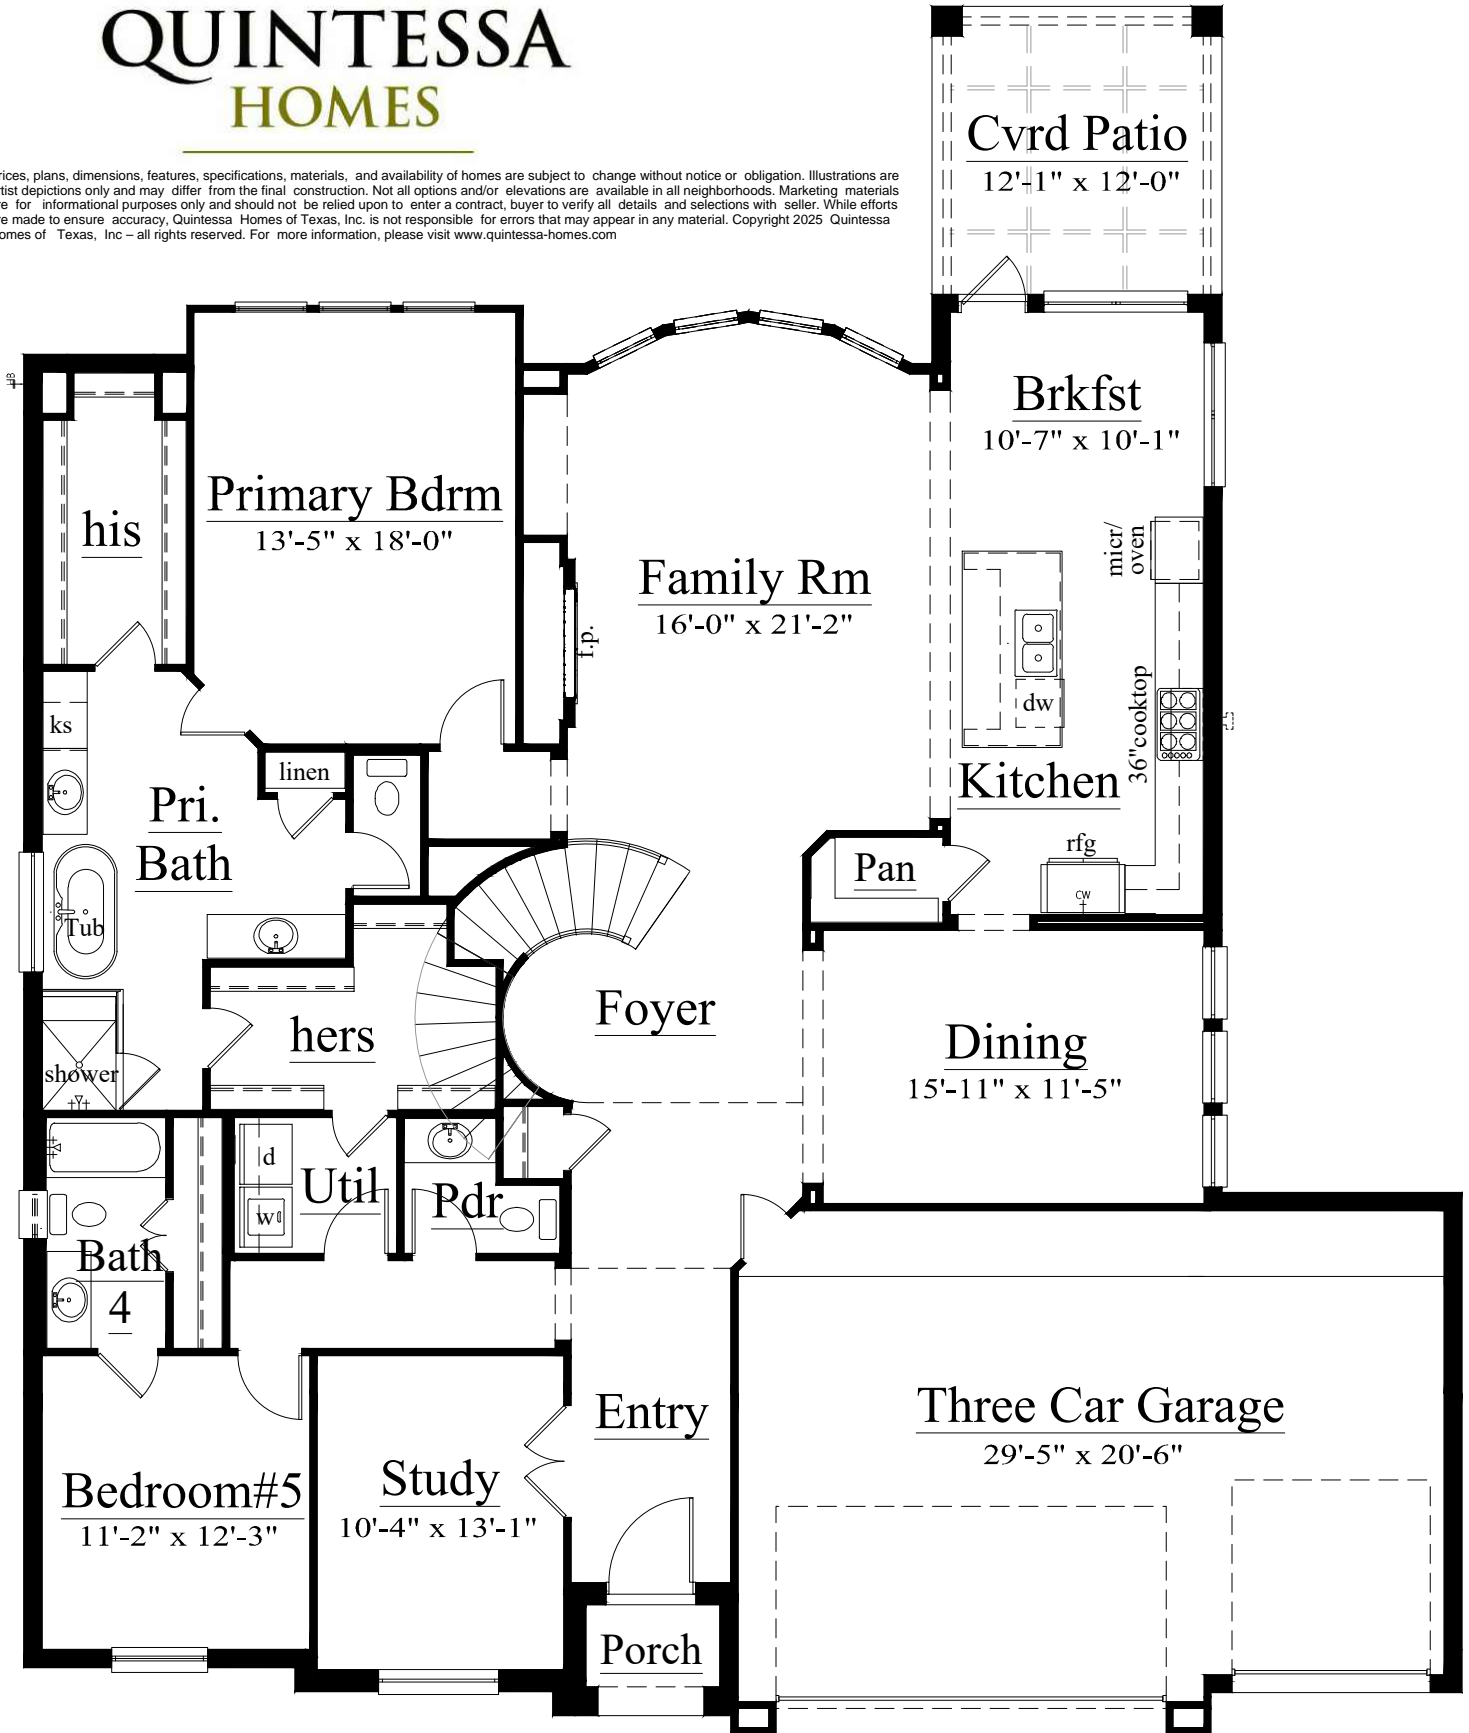 QUINTESSA
HOMES
rices, plans, dimensions, features, specifications, materials, and availability of homes are subject to change without notice or obligation. Illustrations are
tist depictions only and may differ from the final construction. Not all options and/or elevations are available in all neighborhoods. Marketing materials
re for informational purposes only and should not be relied upon to enter a contract, buyer to verify all details and selections with seller. While efforts
re made to ensure accuracy, Quintessa Homes of Texas, Inc. is not responsible for errors that may appear in any material. Copyright 2025 Quintessa
omes of Texas, Inc – all rights reserved. For more information, please visit www.quintessa-homes.com
Cvrd Patio
12'-1" x 12'-0"
HB
Brkfst
10'-7" x 10'-1"
Primary Bdrm
13'-5" x 18'-0"
his
micr/
oven
Family Rm
16'-0" x 21'-2"
f.p.
dw
36"cooktop
ks
linen
Kitchen
Pri.
Bath
rfg
cw
Pan
Tub
Foyer
hers
Dining
15'-11" x 11'-5"
shower
d
Util
w
Pdr
Bath
4
Entry
Three Car Garage
29'-5" x 20'-6"
Bedroom#5
11'-2" x 12'-3"
Study
10'-4" x 13'-1"
Porch